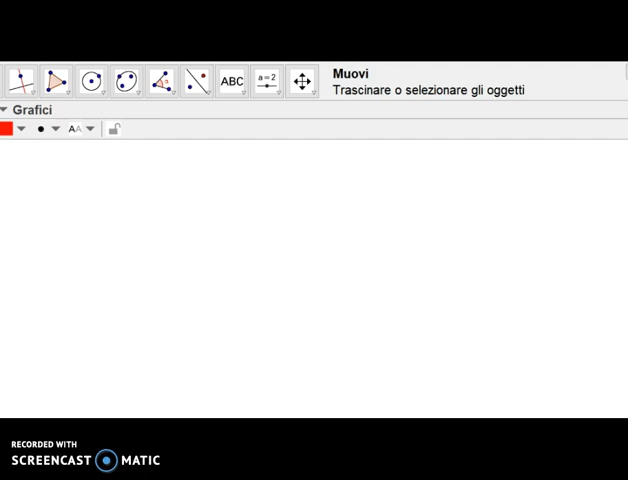 ABC
a=2
Muovi
Trascinare o selezionare gli oggetti
Grafici
AA
RECORDED WITH
SCREENCAST MATIC